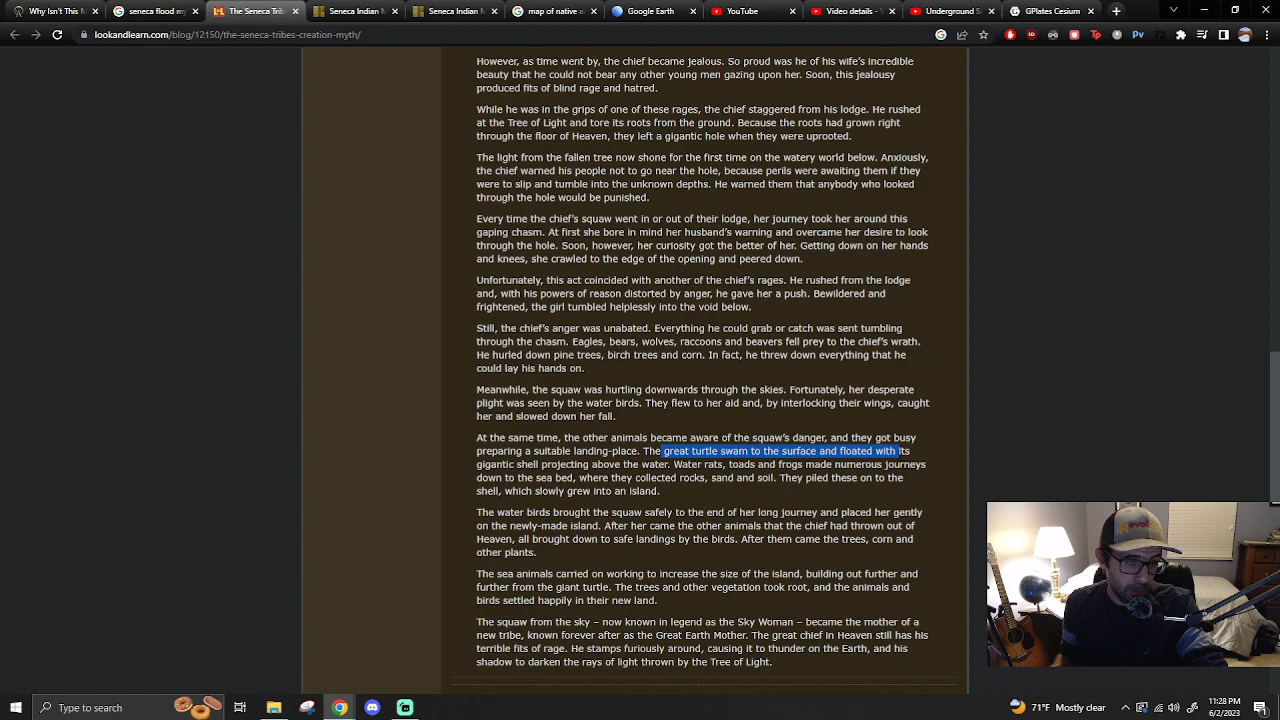 Why Isn't This M
seneca flood my
The Seneca Trib
Seneca Indian M
Seneca Indian M
map of native a
Google Earth
YouTube
Video details -
Underground S
GPlates Cesium
lookandlearn.com/blog/12150/the-seneca-tribes-creation-myth/
However, as time went by, the chief became jealous. So proud was he of his wife's incredible
beauty that he could not bear any other young men gazing upon her. Soon, this jealousy
produced fits of blind rage and hatred.
While he was in the grips of one of these rages, the chief staggered from his lodge. He rushed
at the Tree of Light and tore its roots from the ground. Because the roots had grown right
through the floor of Heaven, they left a gigantic hole when they were uprooted.
The light from the fallen tree now shone for the first time on the watery world below. Anxiously,
the chief warned his people not to go near the hole, because perils were awaiting them if they
were to slip and tumble into the unknown depths. He warned them that anybody who looked
through the hole would be punished.
Every time the chief's squaw went in or out of their lodge, her journey took her around this
gaping chasm. At first she bore in mind her husband's warning and overcame her desire to look
through the hole. Soon, however, her curiosity got the better of her. Getting down on her hands
and knees, she crawled to the edge of the opening and peered down.
Unfortunately, this act coincided with another of the chief's rages. He rushed from the lodge
and, with his powers of reason distorted by anger, he gave her a push. Bewildered and
frightened, the girl tumbled helplessly into the void below.
Still, the chief's anger was unabated. Everything he could grab or catch was sent tumbling
through the chasm. Eagles, bears, wolves, raccoons and beavers fell prey to the chief's wrath.
He hurled down pine trees, birch trees and corn. In fact, he threw down everything that he
could lay his hands on.
Meanwhile, the squaw was hurtling downwards through the skies. Fortunately, her desperate
plight was seen by the water birds. They flew to her aid and, by interlocking their wings, caught
her and slowed down her fall.
At the same time, the other animals became aware of the squaw's danger, and they got busy
preparing a suitable landing-place. The great turtle swam to the surface and floated with its
gigantic shell projecting above the water. Water rats, toads and frogs made numerous journeys
down to the sea bed, where they collected rocks, sand and soil. They piled these on to the
shell, which slowly grew into an island.
The water birds brought the squaw safely to the end of her long journey and placed her gently
on the newly-made island. After her came the other animals that the chief had thrown out of
Heaven, all brought down to safe landings by the birds. After them came the trees, corn and
other plants.
The sea animals carried on working to increase the size of the island, building out further and
further from the giant turtle. The trees and other vegetation took root, and the animals and
birds settled happily in their new land.
The squaw from the sky – now known in legend as the Sky Woman – became the mother of a
new tribe, known forever after as the Great Earth Mother. The great chief in Heaven still has his
terrible fits of rage. He stamps furiously around, causing it to thunder on the Earth, and his
shadow to darken the rays of light thrown by the Tree of Light.
Type here to search
71°F Mostly clear
11:28 PM
6/2/2023